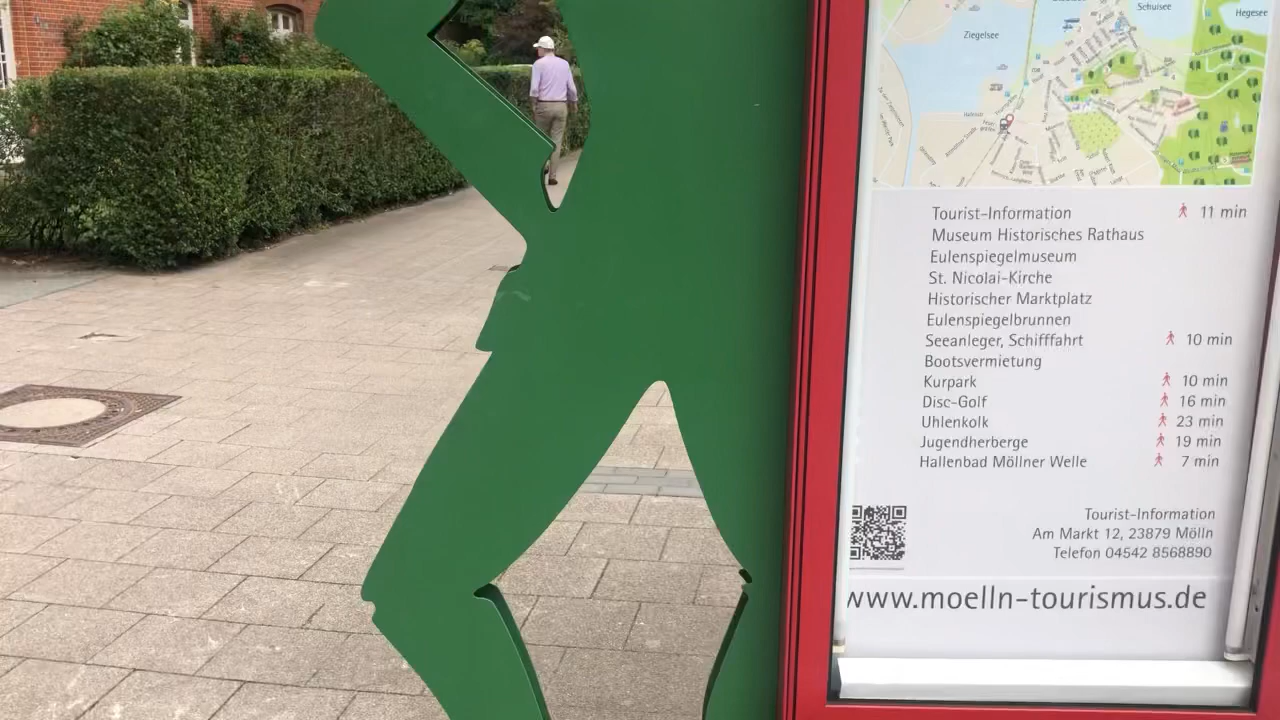 Schulsee
Hegesee
Ziegelsee
Tourist-Information 11 min
Museum Historisches Rathaus
Eulenspiegelmuseum
St. Nicolai-Kirche
Historischer Marktplatz
Eulenspiegelbrunnen
Seeanleger, Schifffahrt 10 min
Bootsvermietung
Kurpark 10 min
Disc-Golf 16 min
Uhlenkolk 23 min
Jugendherberge 19 min
Hallenbad Möllner Welle 7 min
Tourist-Information
Am Markt 12, 23879 Mölln
Telefon 04542 8568890
www.moelln-tourismus.de